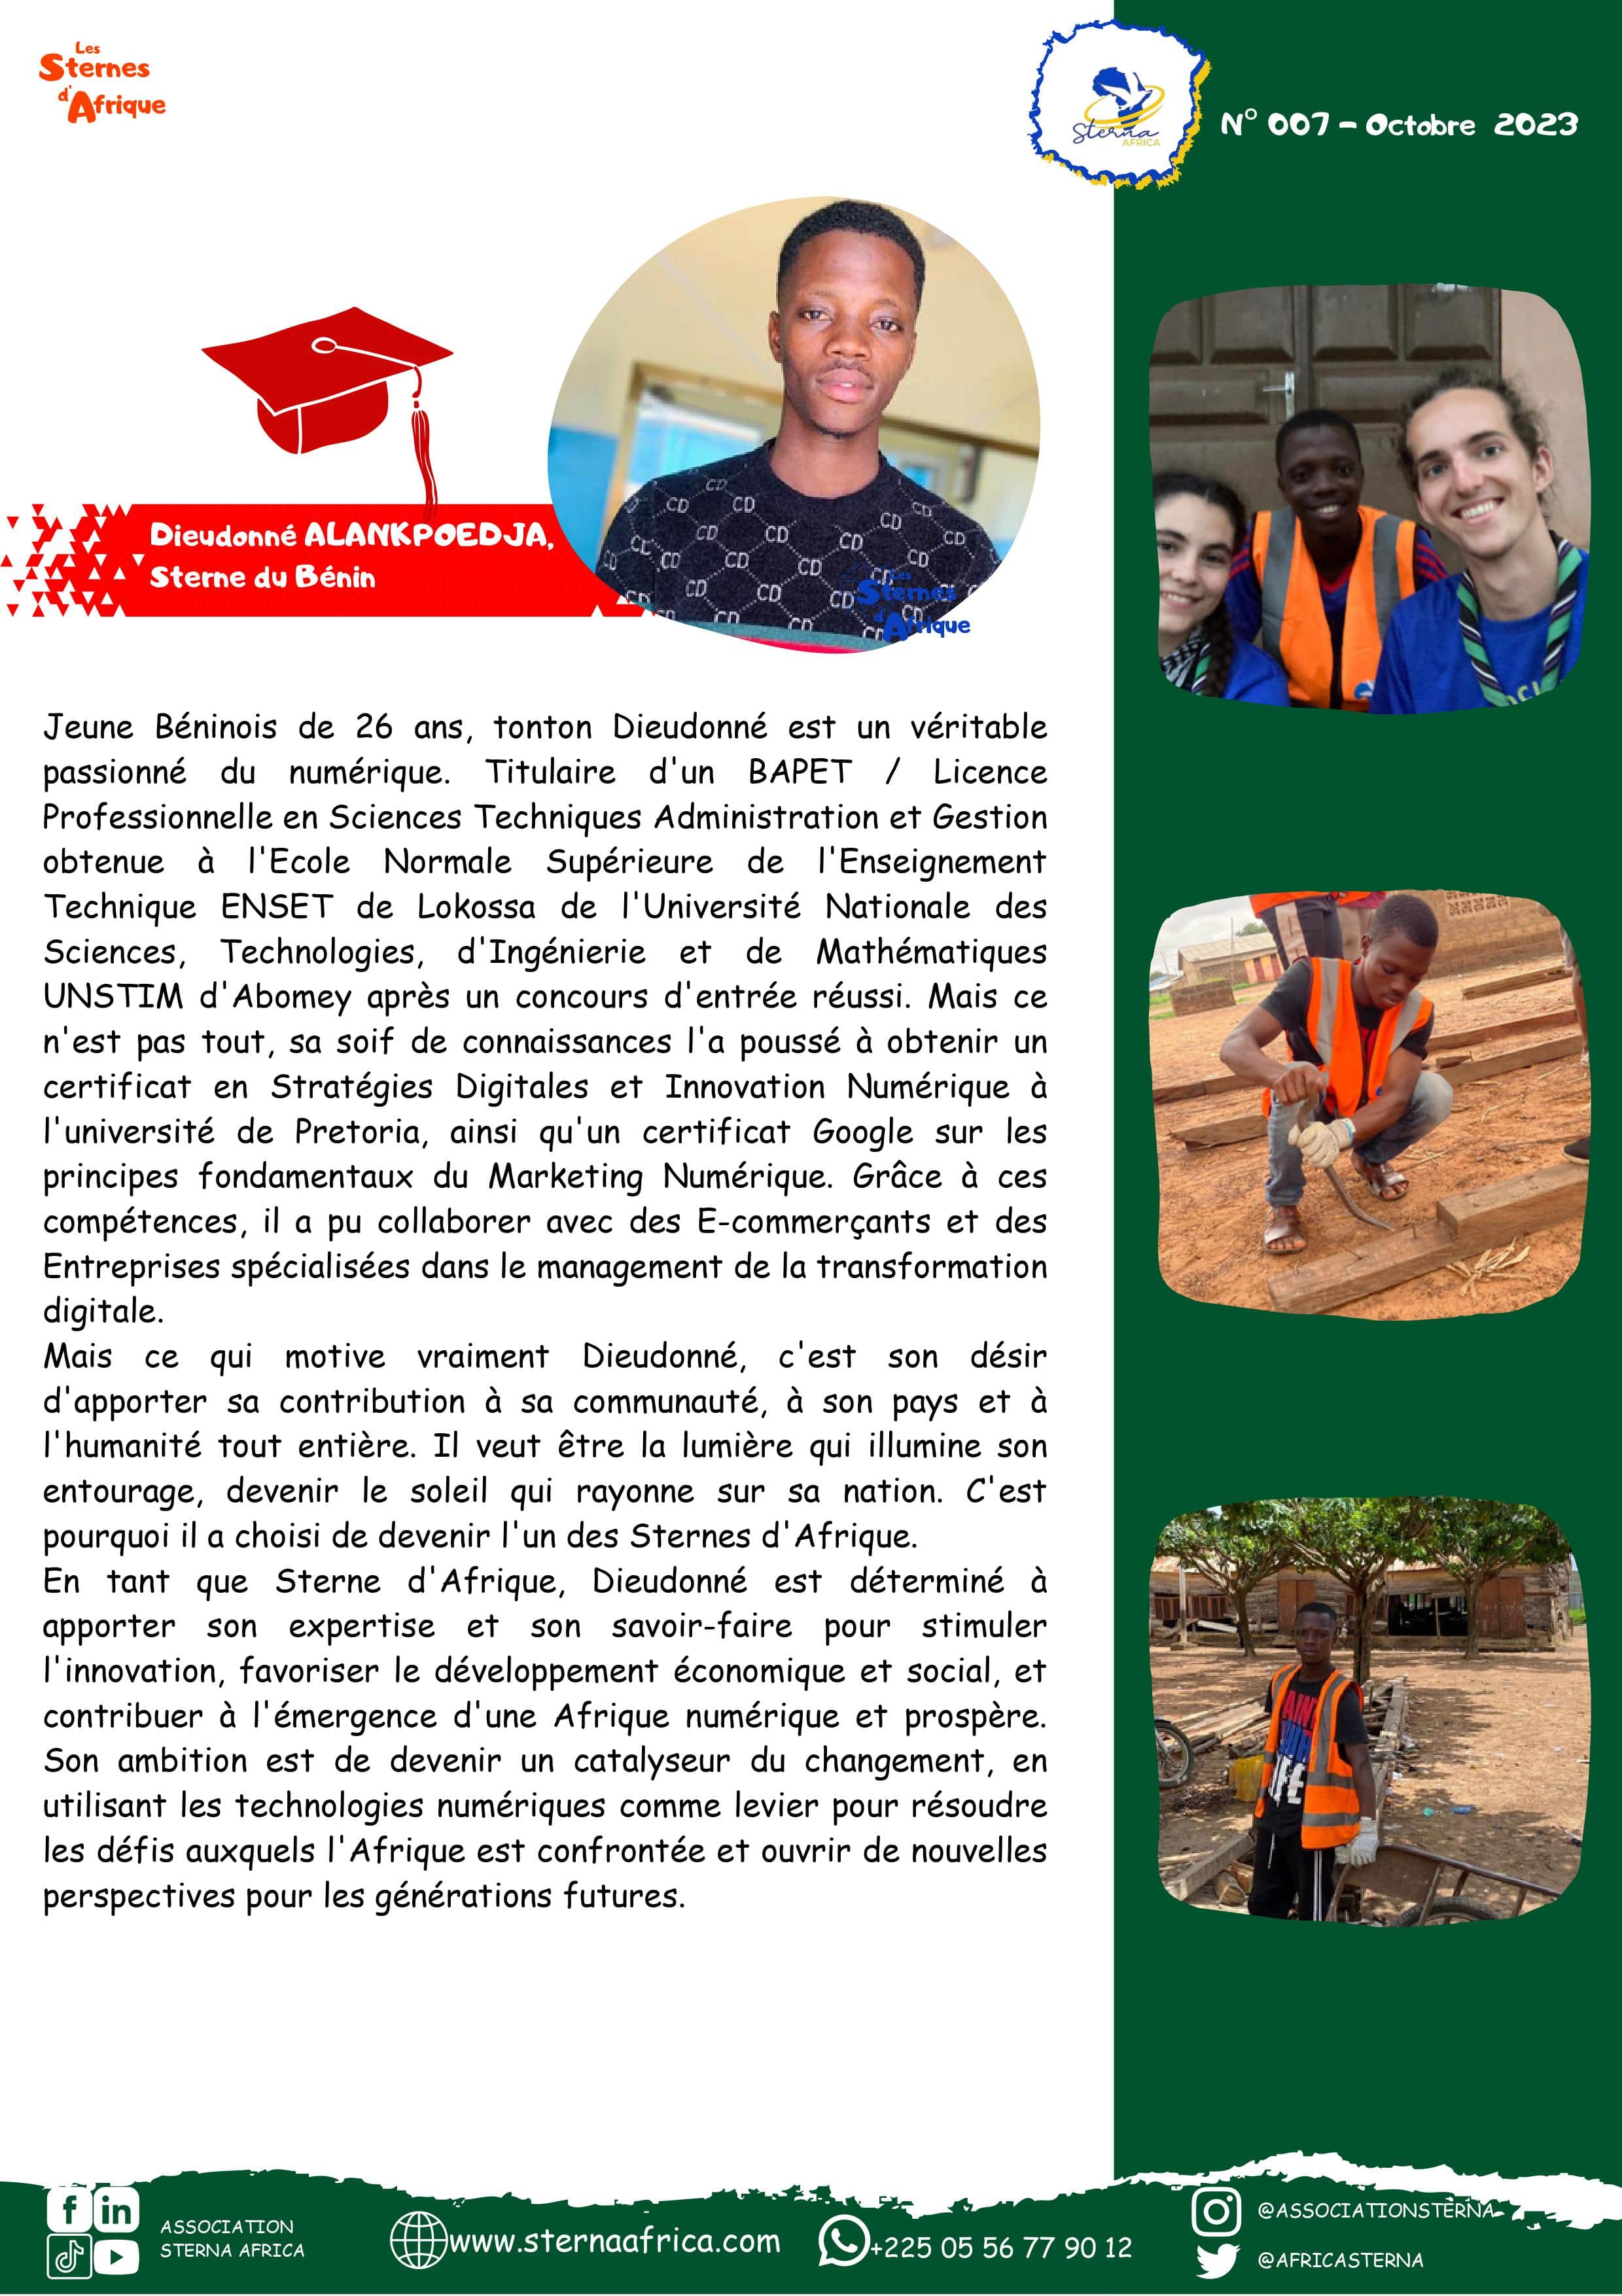 Les
Sternes
d'Afrique
Sterna
AFRICA
N° 007 - Octobre 2023
Dieudonné ALANKPOEDJA,
Sterne du Bénin
Les
Sternes
d'Afrique
Jeune Béninois de 26 ans, tonton Dieudonné est un véritable
passionné du numérique. Titulaire d'un BAPET / Licence
Professionnelle en Sciences Techniques Administration et Gestion
obtenue à l'Ecole Normale Supérieure de l'Enseignement
Technique ENSET de Lokossa de l'Université Nationale des
Sciences, Technologies, d'Ingénierie et de Mathématiques
UNSTIM d'Abomey après un concours d'entrée réussi. Mais ce
n'est pas tout, sa soif de connaissances l'a poussé à obtenir un
certificat en Stratégies Digitales et Innovation Numérique à
l'université de Pretoria, ainsi qu'un certificat Google sur les
principes fondamentaux du Marketing Numérique. Grâce à ces
compétences, il a pu collaborer avec des E-commerçants et des
Entreprises spécialisées dans le management de la transformation
digitale.
Mais ce qui motive vraiment Dieudonné, c'est son désir
d'apporter sa contribution à sa communauté, à son pays et à
l'humanité tout entière. Il veut être la lumière qui illumine son
entourage, devenir le soleil qui rayonne sur sa nation. C'est
pourquoi il a choisi de devenir l'un des Sternes d'Afrique.
En tant que Sterne d'Afrique, Dieudonné est déterminé à
apporter son expertise et son savoir-faire pour stimuler
l'innovation, favoriser le développement économique et social, et
contribuer à l'émergence d'une Afrique numérique et prospère.
Son ambition est de devenir un catalyseur du changement, en
utilisant les technologies numériques comme levier pour résoudre
les défis auxquels l'Afrique est confrontée et ouvrir de nouvelles
perspectives pour les générations futures.
ASSOCIATION
STERNA AFRICA
www.sternaafrica.com
+225 05 56 77 90 12
@ASSOCIATIONSTERNA
@AFRICASTERNA